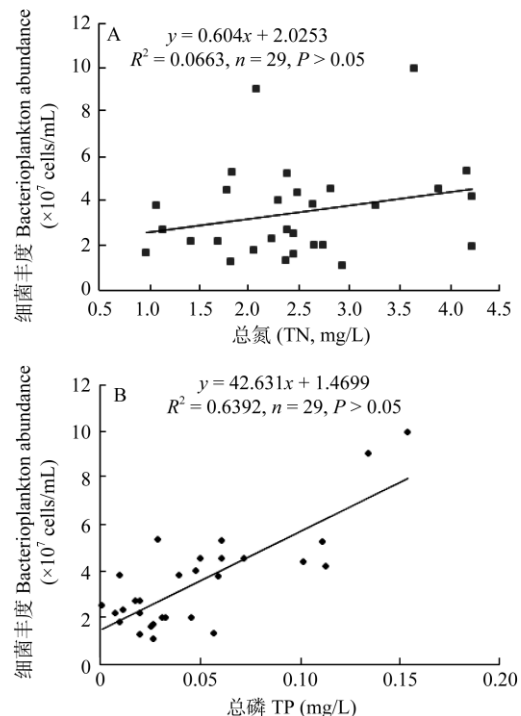 A
y = 0.604x + 2.0253
R² = 0.0663, n = 29, P > 0.05
细菌丰度 Bacterioplankton abundance
(×10⁷ cells/mL)
12
10
8
6
4
2
0
0.5 1.0 1.5 2.0 2.5 3.0 3.5 4.0 4.5
总氮 (TN, mg/L)
B
y = 42.631x + 1.4699
R² = 0.6392, n = 29, P > 0.05
细菌丰度 Bacterioplankton abundance
(×10⁷ cells/mL)
12
10
8
6
4
2
0
0 0.05 0.10 0.15 0.20
总磷 TP (mg/L)